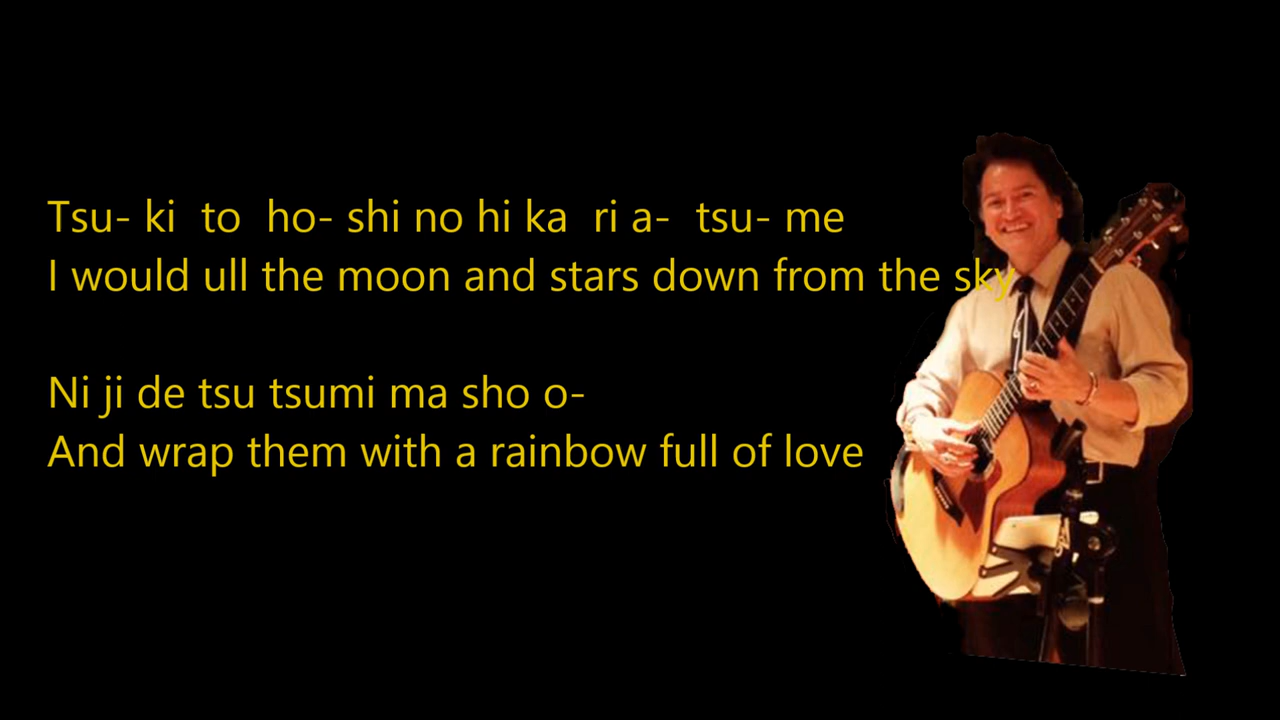 Tsu- ki to ho- shi no hi ka ri a- tsu- me
I would ull the moon and stars down from the sky
Ni ji de tsu tsumi ma sho o-
And wrap them with a rainbow full of love